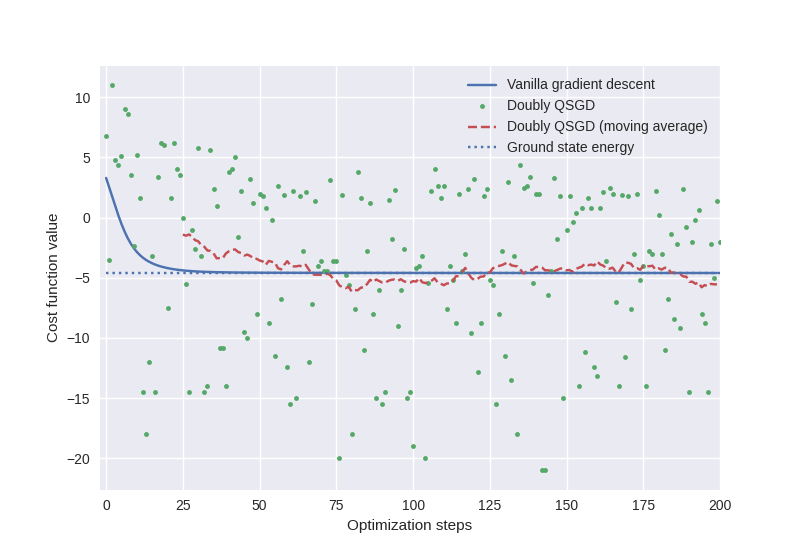 Vanilla gradient descent
Doubly QSGD
Doubly QSGD (moving average)
Ground state energy
Cost function value
10
5
0
−5
−10
−15
−20
0 25 50 75 100 125 150 175 200
Optimization steps